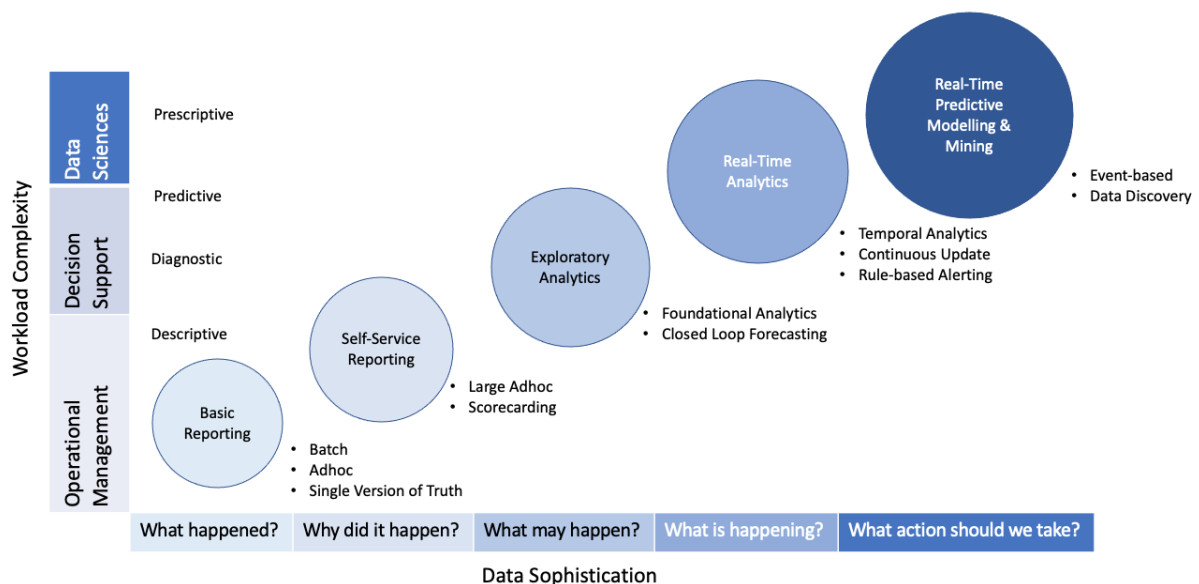 Workload Complexity
Data
Sciences
Decision
Support
Operational
Management
Prescriptive
Predictive
Diagnostic
Descriptive
Basic
Reporting
• Batch
• Adhoc
• Single Version of Truth
Self-Service
Reporting
• Large Adhoc
• Scorecarding
Exploratory
Analytics
• Foundational Analytics
• Closed Loop Forecasting
Real-Time
Analytics
• Temporal Analytics
• Continuous Update
• Rule-based Alerting
Real-Time
Predictive
Modelling &
Mining
• Event-based
• Data Discovery
What happened?
Why did it happen?
What may happen?
What is happening?
What action should we take?
Data Sophistication